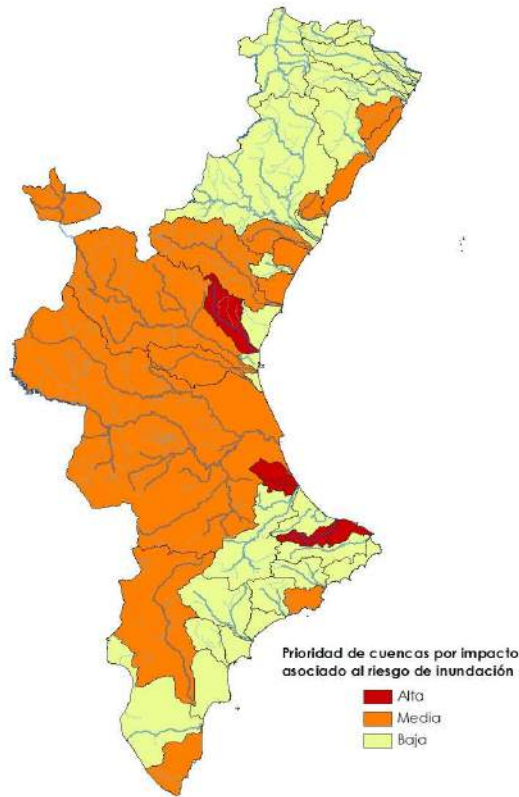 Prioridad de cuencas por impacto
asociado al riesgo de inundación
Alta
Media
Baja